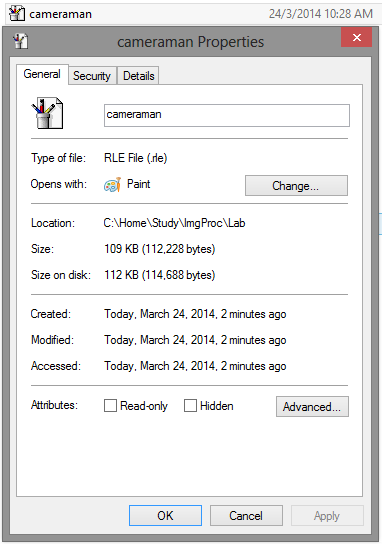 cameraman 24/3/2014 10:28 AM
cameraman Properties
General Security Details
cameraman
Type of file: RLE File (.rle)
Opens with: Paint Change...
Location: C:\Home\Study\ImgProc\Lab
Size: 109 KB (112,228 bytes)
Size on disk: 112 KB (114,688 bytes)
Created: Today, March 24, 2014, 2 minutes ago
Modified: Today, March 24, 2014, 2 minutes ago
Accessed: Today, March 24, 2014, 2 minutes ago
Attributes: Read-only Hidden Advanced...
OK Cancel Apply